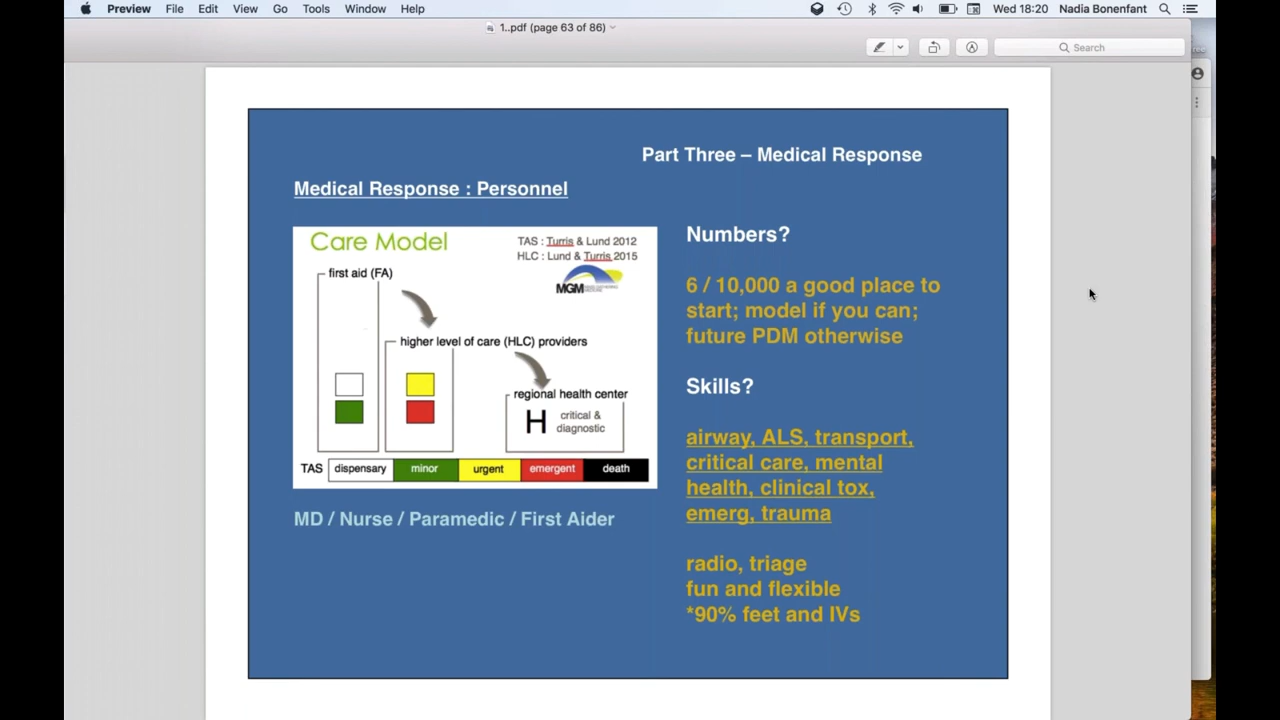 Preview File Edit View Go Tools Window Help Wed 18:20 Nadia Bonenfant
1..pdf (page 63 of 86)
Search
Part Three – Medical Response
Medical Response : Personnel
Care Model
TAS : Turris & Lund 2012
HLC : Lund & Turris 2015
MGM
first aid (FA)
higher level of care (HLC) providers
regional health center
H critical &
diagnostic
TAS dispensary minor urgent emergent death
MD / Nurse / Paramedic / First Aider
Numbers?
6 / 10,000 a good place to
start; model if you can;
future PDM otherwise
Skills?
airway, ALS, transport,
critical care, mental
health, clinical tox,
emerg, trauma
radio, triage
fun and flexible
*90% feet and IVs